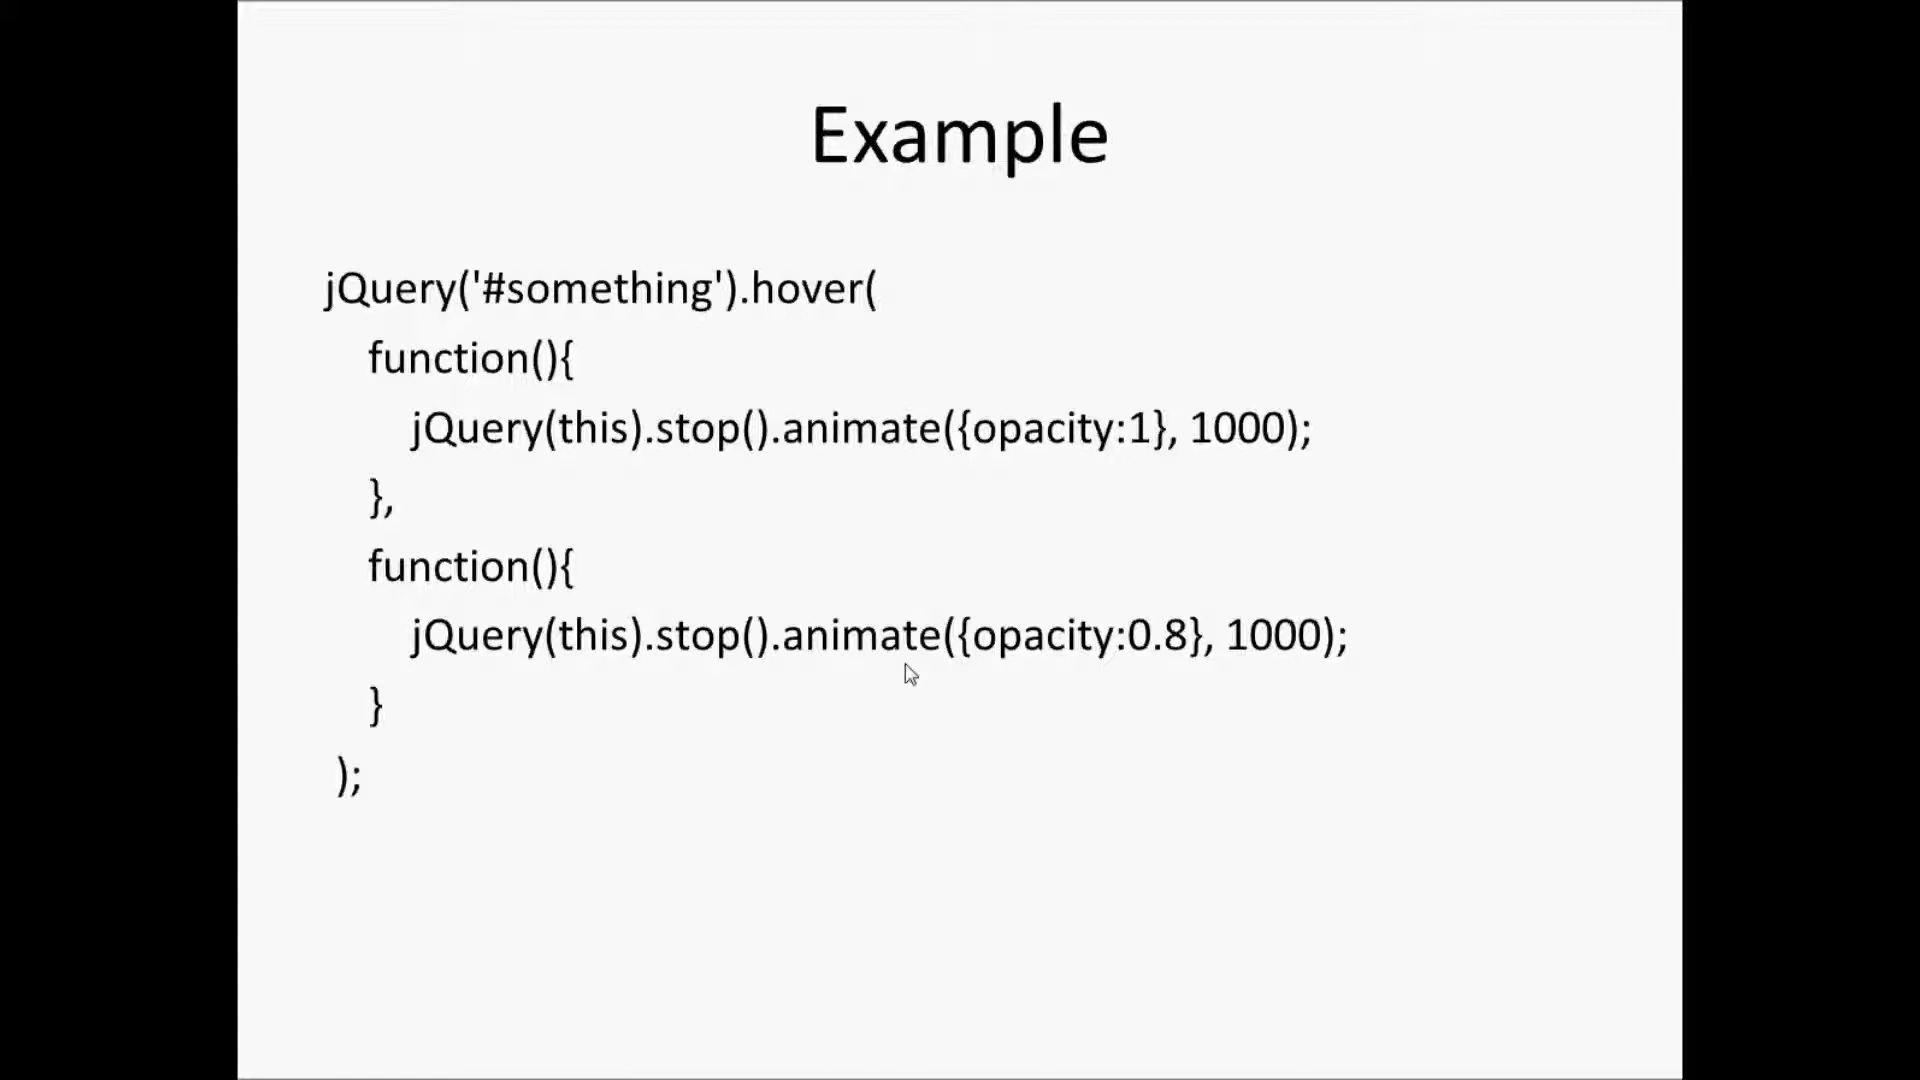 Example
jQuery('#something').hover(
function(){
jQuery(this).stop().animate({opacity:1}, 1000);
},
function(){
jQuery(this).stop().animate({opacity:0.8}, 1000);
}
);